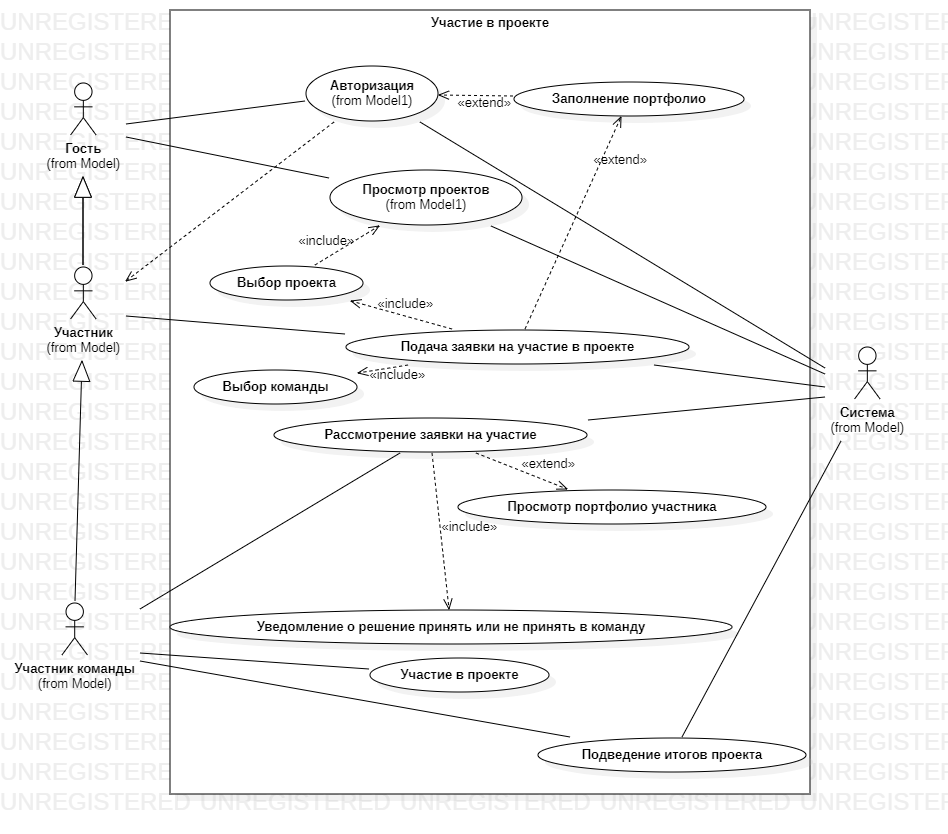 Участие в проекте
Авторизация
(from Model1)
«extend»
Заполнение портфолио
Гость
(from Model)
«extend»
Просмотр проектов
(from Model1)
«include»
Выбор проекта
«include»
Участник
(from Model)
Подача заявки на участие в проекте
«include»
Выбор команды
Система
(from Model)
Рассмотрение заявки на участие
«extend»
Просмотр портфолио участника
«include»
Уведомление о решение принять или не принять в команду
Участник команды
(from Model)
Участие в проекте
Подведение итогов проекта
UNREGISTERED UNREGISTERED UNREGISTERED UNREGISTERED UNREGISTERED